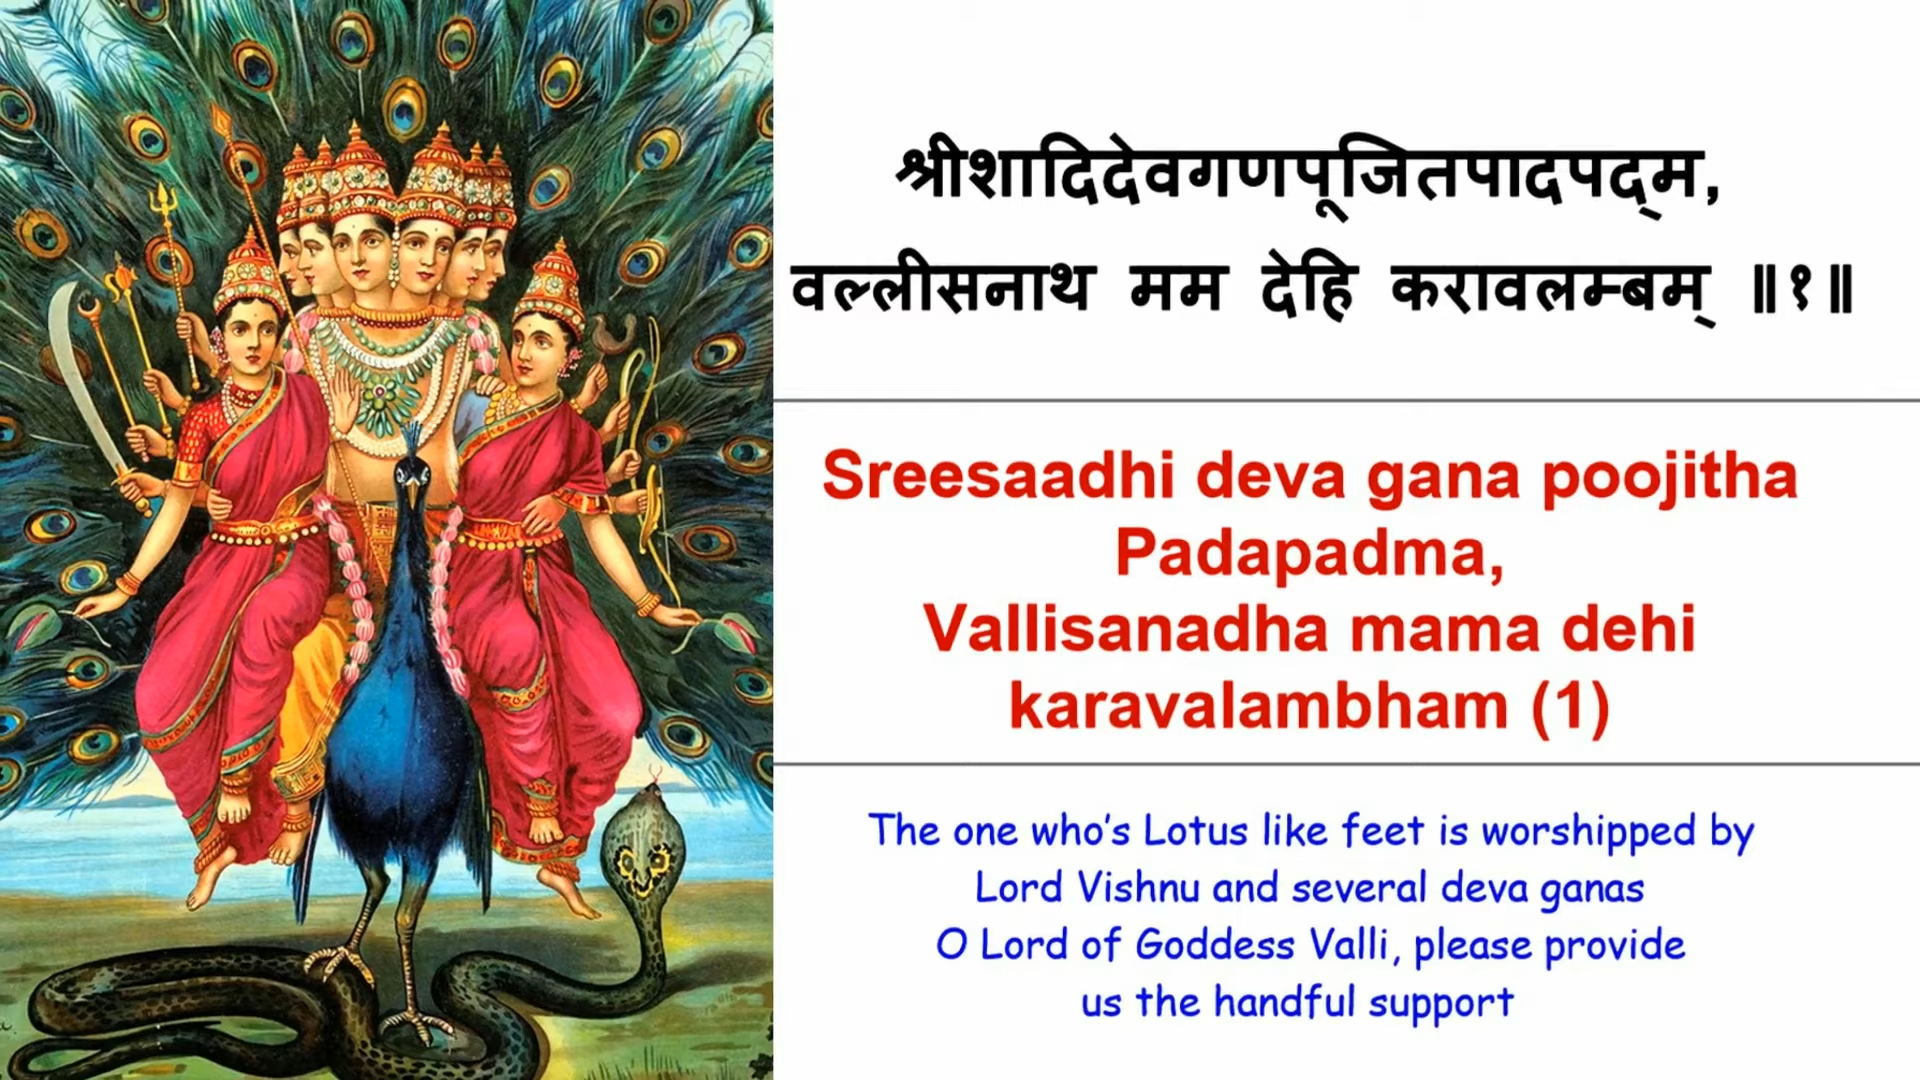 श्रीशादिदेवगणपूजितपादपद्म,
वल्लीसनाथ मम देहि करावलम्बम् ॥१॥
Sreesaadhi deva gana poojitha
Padapadma,
Vallisanadha mama dehi
karavalambham (1)
The one who's Lotus like feet is worshipped by
Lord Vishnu and several deva ganas
O Lord of Goddess Valli, please provide
us the handful support